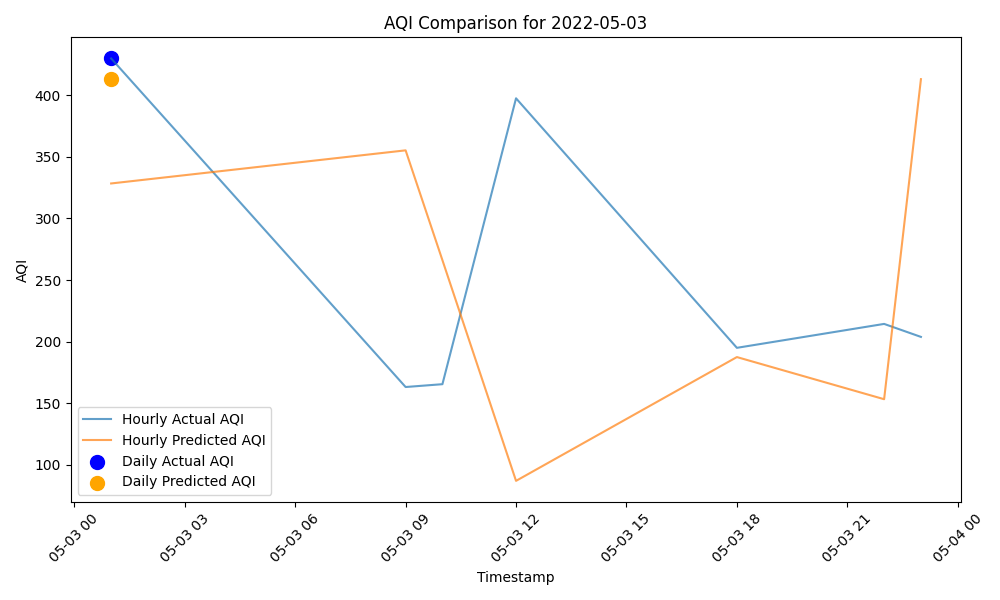 AQI Comparison for 2022-05-03
AQI
400
350
300
250
200
150
100
Hourly Actual AQI
Hourly Predicted AQI
Daily Actual AQI
Daily Predicted AQI
05-03 00
05-03 03
05-03 06
05-03 09
05-03 12
05-03 15
05-03 18
05-03 21
05-04 00
Timestamp